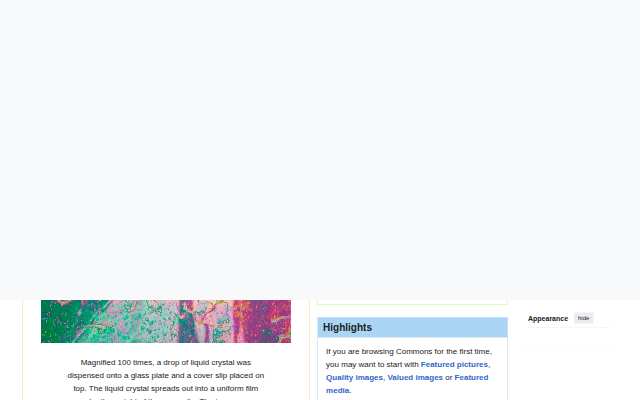 Magnified 100 times, a drop of liquid crystal was
dispensed onto a glass plate and a cover slip placed on
top. The liquid crystal spreads out into a uniform film
Highlights
If you are browsing Commons for the first time,
you may want to start with Featured pictures,
Quality images, Valued images or Featured
media.
Appearance hide